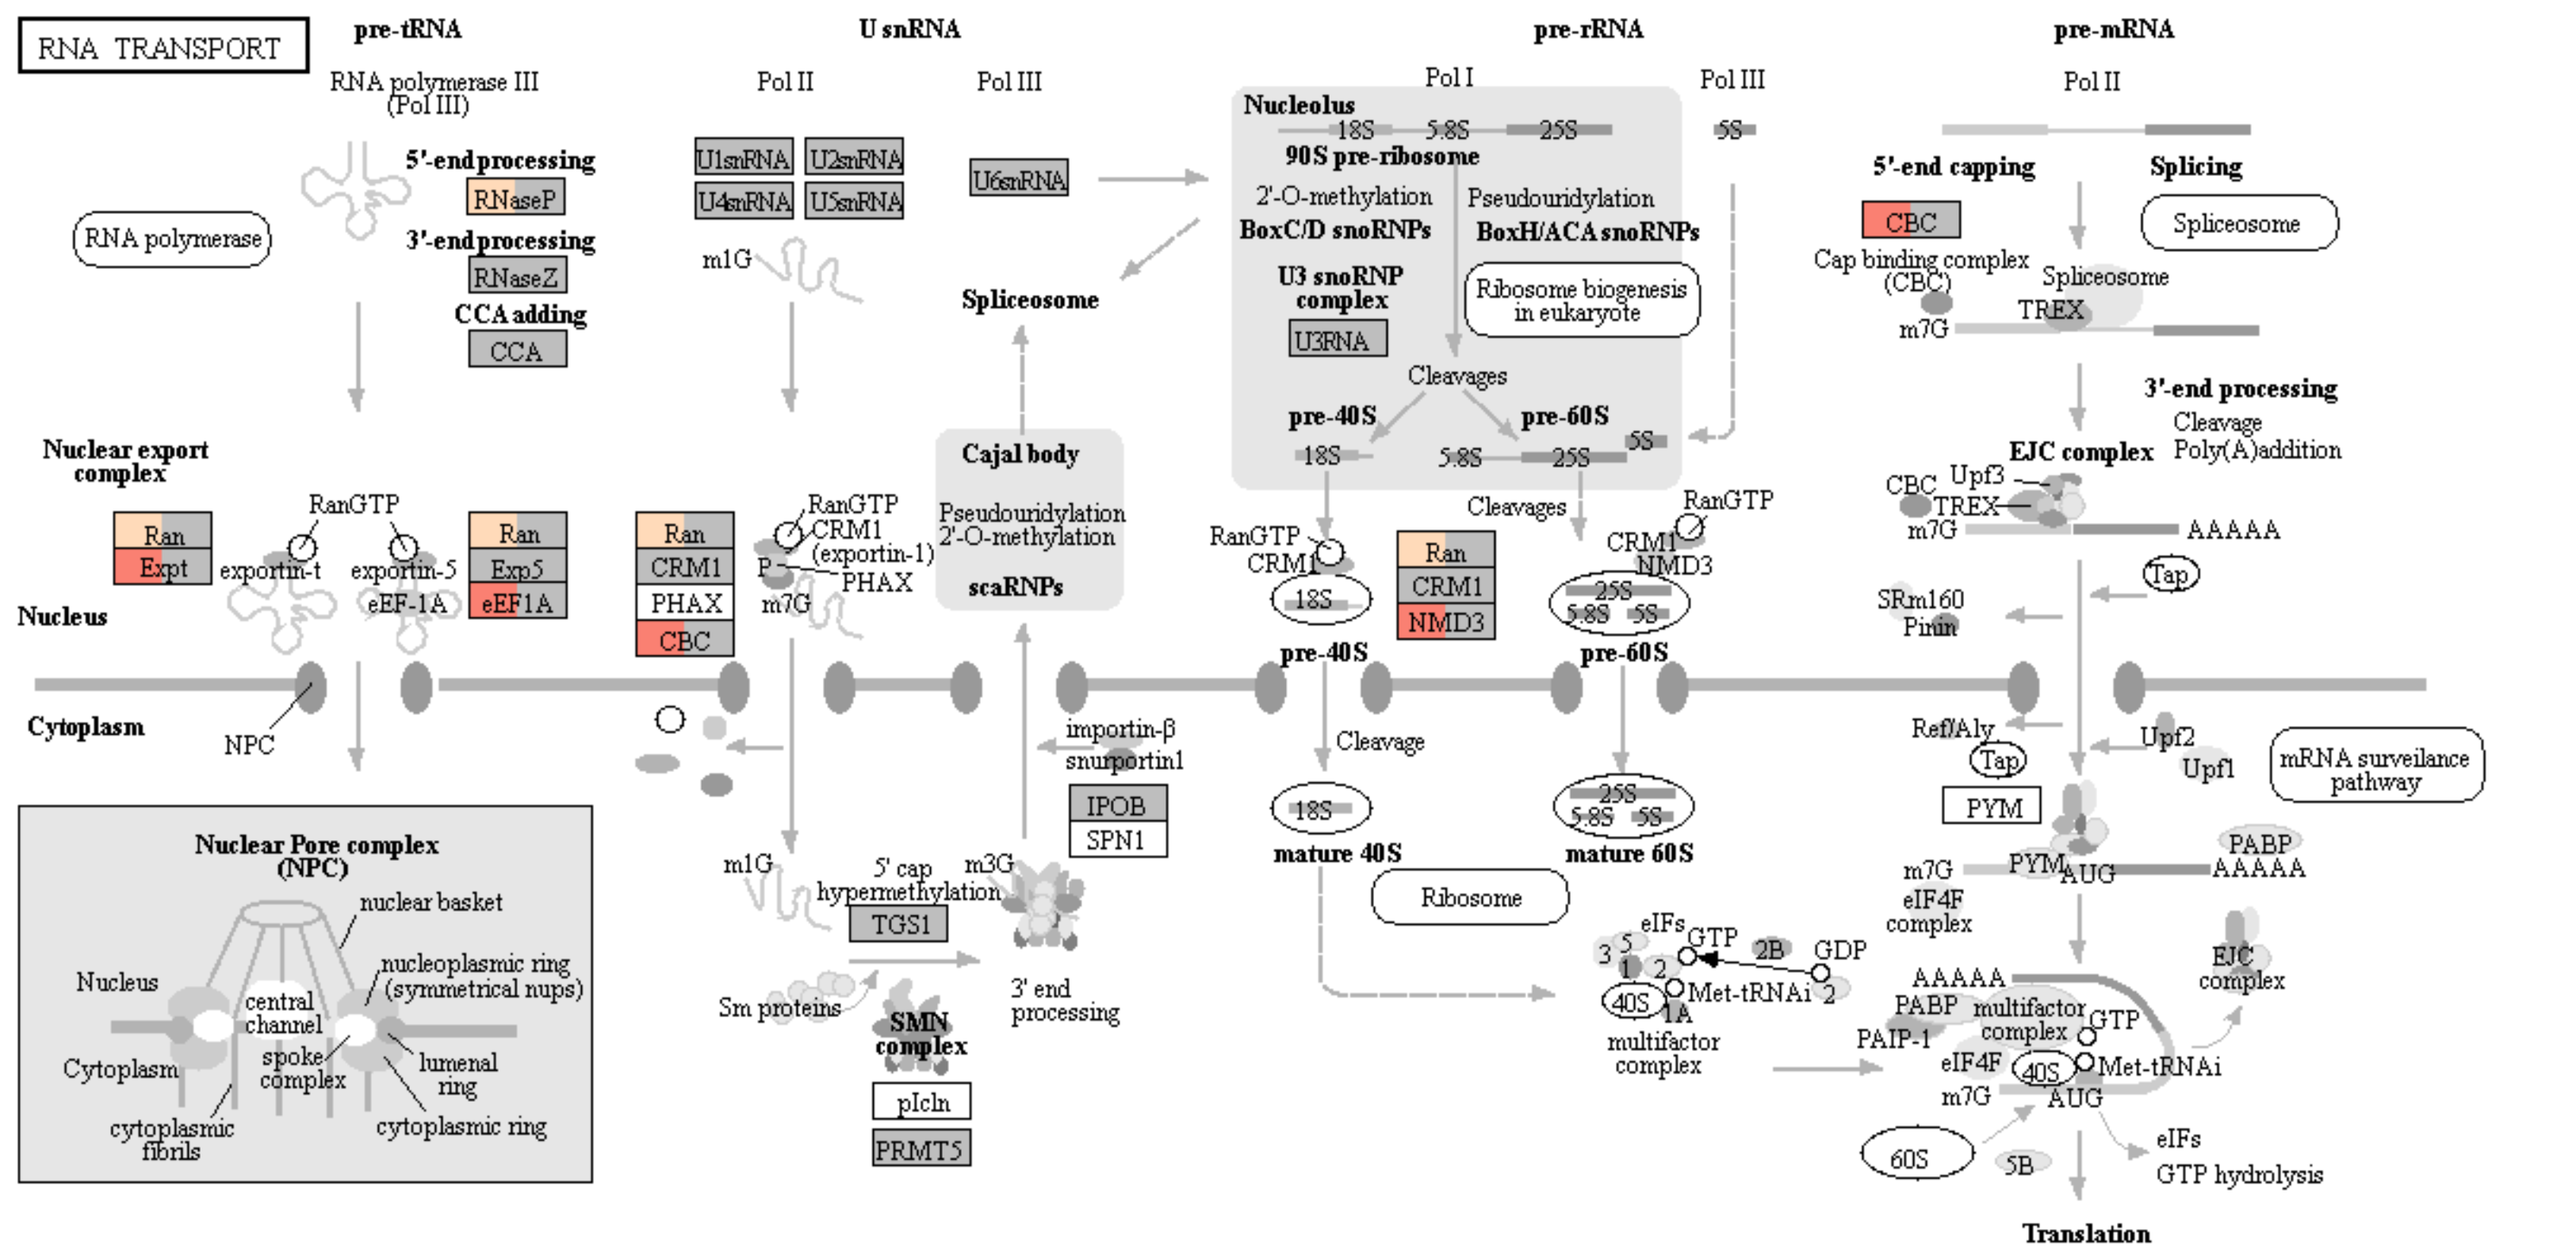 RNA TRANSPORT
pre-tRNA
RNA polymerase III
(Pol III)
5'-end processing
RNaseP
3'-end processing
RNaseZ
CCA adding
CCA
RNA polymerase
Nuclear export
complex
RanGTP
Ran
Expt
exportin-t
exportin-5
eEF-1A
Ran
Exp5
eEF1A
Nucleus
Cytoplasm
NPC
Nuclear Pore complex
(NPC)
nuclear basket
nucleoplasmic ring
(symmetrical nups)
Nucleus
central
channel
spoke
complex
Cytoplasm
lumenal
ring
cytoplasmic
fibrils
cytoplasmic ring
U snRNA
Pol II
Pol III
U1snRNA
U2snRNA
U4snRNA
U5snRNA
U6snRNA
m1G
Spliceosome
Cajal body
Pseudouridylation
2'-O-methylation
scaRNPs
Ran
CRM1
PHAX
CBC
RanGTP
CRM1
(exportin-1)
P
PHAX
m7G
importin-β
snurportin1
IPOB
SPN1
m1G
5' cap
hypermethylation
TGS1
m3G
Sm proteins
3' end
processing
SMN
complex
pIcln
PRMT5
pre-rRNA
Pol I
Pol III
Nucleolus
18S
5.8S
25S
5S
90S pre-ribosome
2'-O-methylation
Pseudouridylation
BoxC/D snoRNPs
BoxH/ACA snoRNPs
U3 snoRNP
complex
U3RNA
Ribosome biogenesis
in eukaryote
Cleavages
pre-40S
pre-60S
18S
5.8S
25S
5S
Cleavages
RanGTP
CRM1
18S
Ran
CRM1
NMD3
RanGTP
CRM1
NMD3
25S
5.8S
5S
pre-40S
pre-60S
Cleavage
18S
25S
5.8S
5S
mature 40S
mature 60S
Ribosome
eIFs
3
5
1
2
GTP
2B
GDP
40S
Met-tRNAi
2
1A
multifactor
complex
pre-mRNA
Pol II
5'-end capping
Splicing
CBC
Spliceosome
Cap binding complex
(CBC)
Spliceosome
TREX
m7G
3'-end processing
Cleavage
Poly(A)addition
EJC complex
Upf3
CBC
TREX
m7G
AAAAA
Tap
SRm160
Pinin
Ref/Aly
Tap
Upf2
Upf1
mRNA surveilance
pathway
PYM
PABP
m7G
PYM
AUG
AAAAA
eIF4F
complex
EJC
complex
AAAAA
PABP
multifactor
complex
GTP
PAIP-1
eIF4F
40S
Met-tRNAi
m7G
AUG
60S
5B
eIFs
GTP hydrolysis
Translation